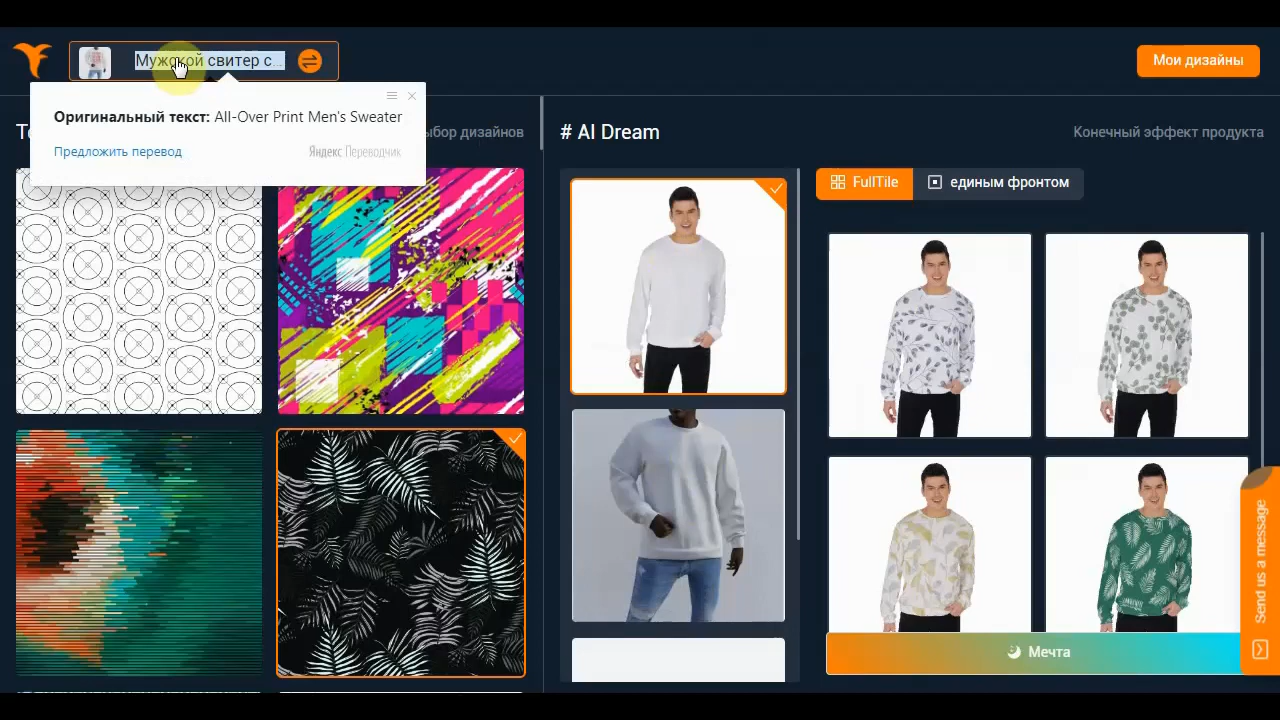 Мужской свитер с...
Мои дизайны
Оригинальный текст: All-Over Print Men's Sweater
Предложить перевод
Яндекс Переводчик
выбор дизайнов
# AI Dream
Конечный эффект продукта
FullTile
единым фронтом
Send us a message
Мечта